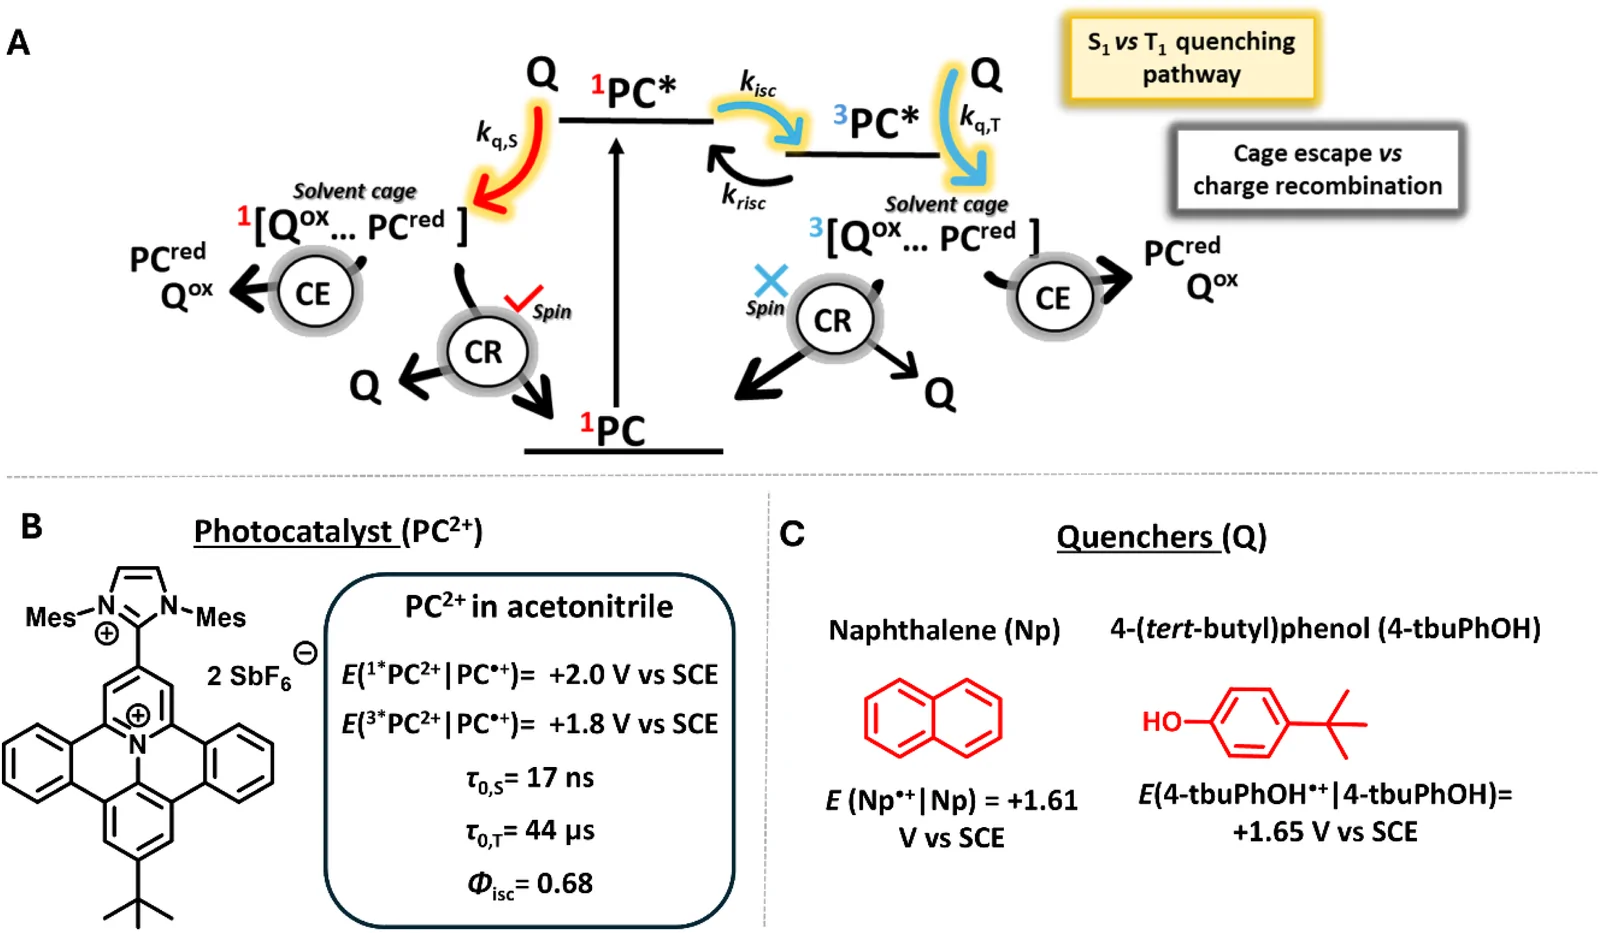 A
S₁ vs T₁ quenching
pathway
Cage escape vs
charge recombination
Q
¹PC*
k_isc
³PC*
Q
k_q,S
k_q,T
k_risc
Solvent cage
¹[Qᵒˣ... PCʳᵉᵈ ]
Solvent cage
³[Qᵒˣ... PCʳᵉᵈ ]
PCʳᵉᵈ
Qᵒˣ
CE
Spin
CR
Q
Spin
CR
Q
CE
PCʳᵉᵈ
Qᵒˣ
¹PC
B
Photocatalyst (PC²⁺)
N
N
Mes
Mes
⊕
2 SbF₆
⊖
⊕
N
PC²⁺ in acetonitrile
E(¹*PC²⁺|PC•⁺)= +2.0 V vs SCE
E(³*PC²⁺|PC•⁺)= +1.8 V vs SCE
τ₀,S= 17 ns
τ₀,T= 44 μs
Φisc= 0.68
C
Quenchers (Q)
Naphthalene (Np)
4-(tert-butyl)phenol (4-tbuPhOH)
HO
E (Np•⁺|Np) = +1.61
V vs SCE
E(4-tbuPhOH•⁺|4-tbuPhOH)=
+1.65 V vs SCE